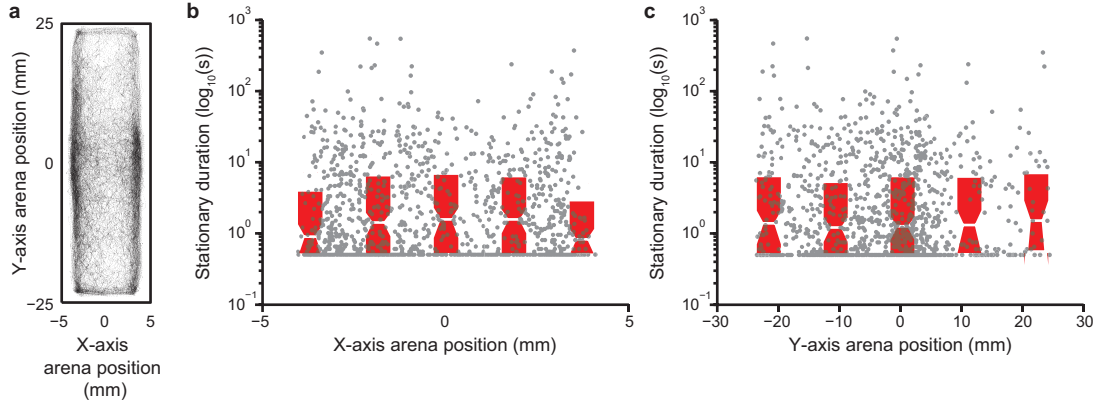 a
25
0
−25
−5 0 5
Y-axis arena position (mm)
X-axis
arena position
(mm)
b
10³
10²
10¹
10⁰
10⁻¹
Stationary duration (log₁₀(s))
−5 0 5
X-axis arena position (mm)
c
10³
10²
10¹
10⁰
10⁻¹
Stationary duration (log₁₀(s))
−30 −20 −10 0 10 20 30
Y-axis arena position (mm)